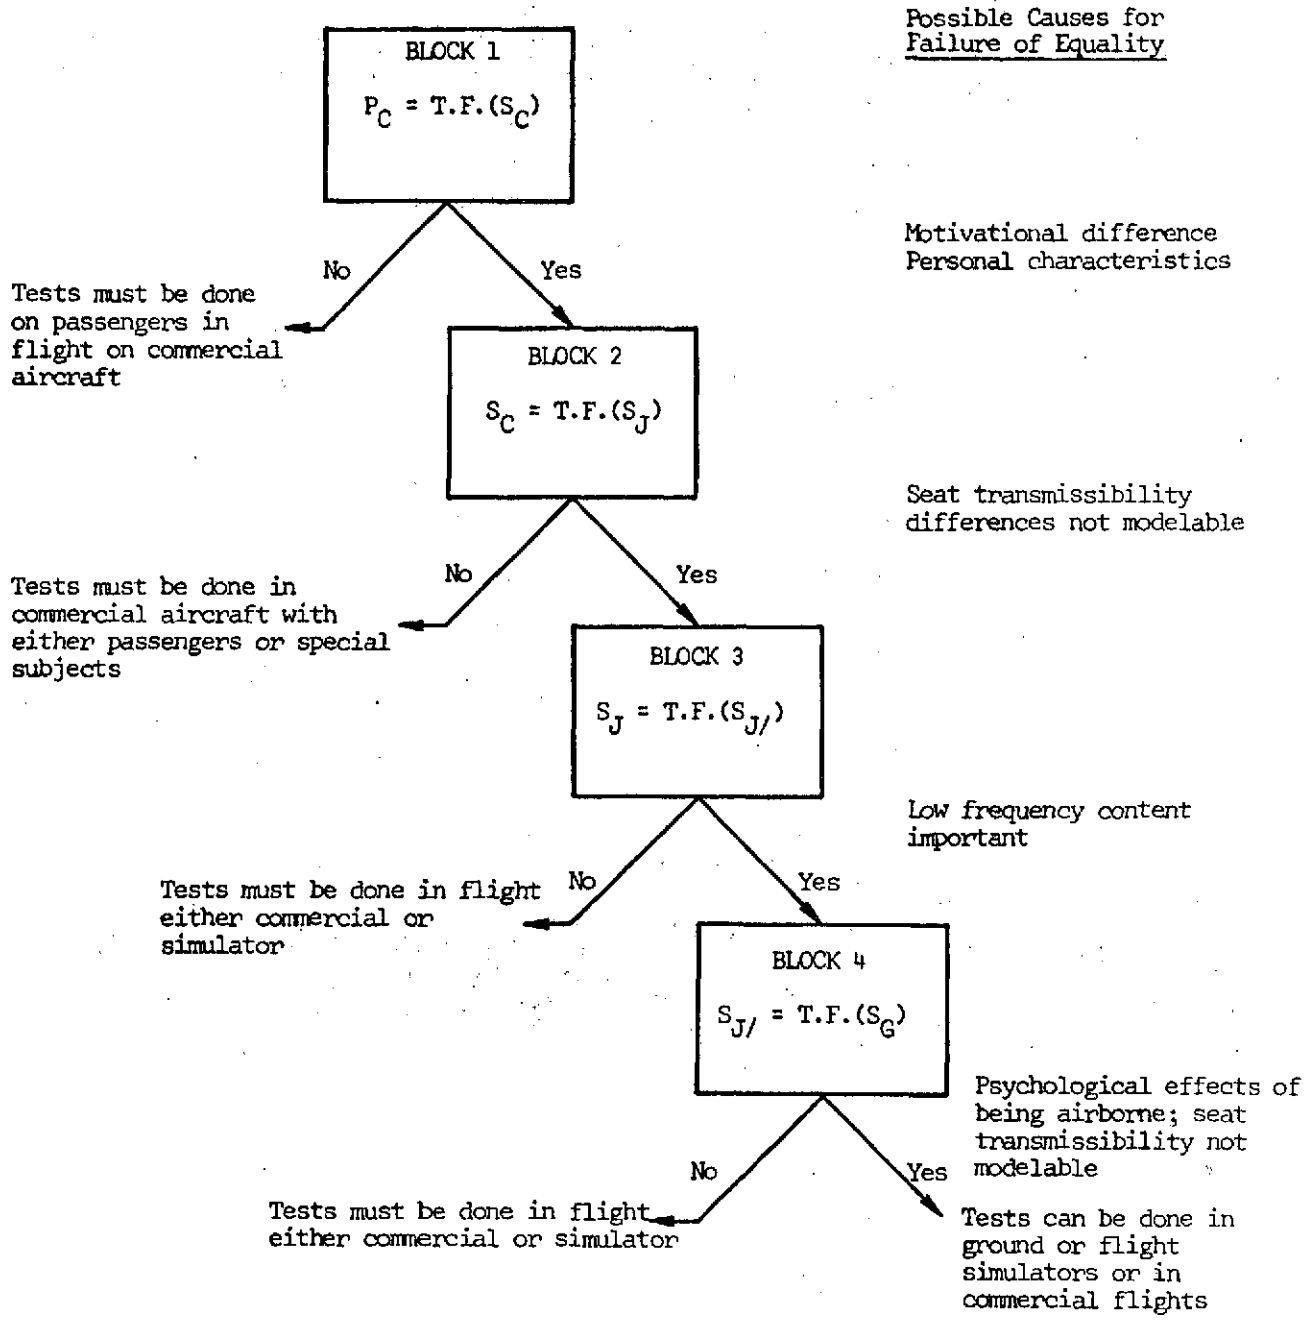 Possible Causes for
Failure of Equality
BLOCK 1
P_C = T.F.(S_C)
Motivational difference
Personal characteristics
No
Yes
Tests must be done
on passengers in
flight on commercial
aircraft
BLOCK 2
S_C = T.F.(S_J)
Seat transmissibility
differences not modelable
No
Yes
Tests must be done in
commercial aircraft with
either passengers or special
subjects
BLOCK 3
S_J = T.F.(S_J/)
Low frequency content
important
No
Yes
Tests must be done in flight
either commercial or
simulator
BLOCK 4
S_J/ = T.F.(S_G)
Psychological effects of
being airborne; seat
transmissibility not
modelable
No
Yes
Tests must be done in flight
either commercial or simulator
Tests can be done in
ground or flight
simulators or in
commercial flights